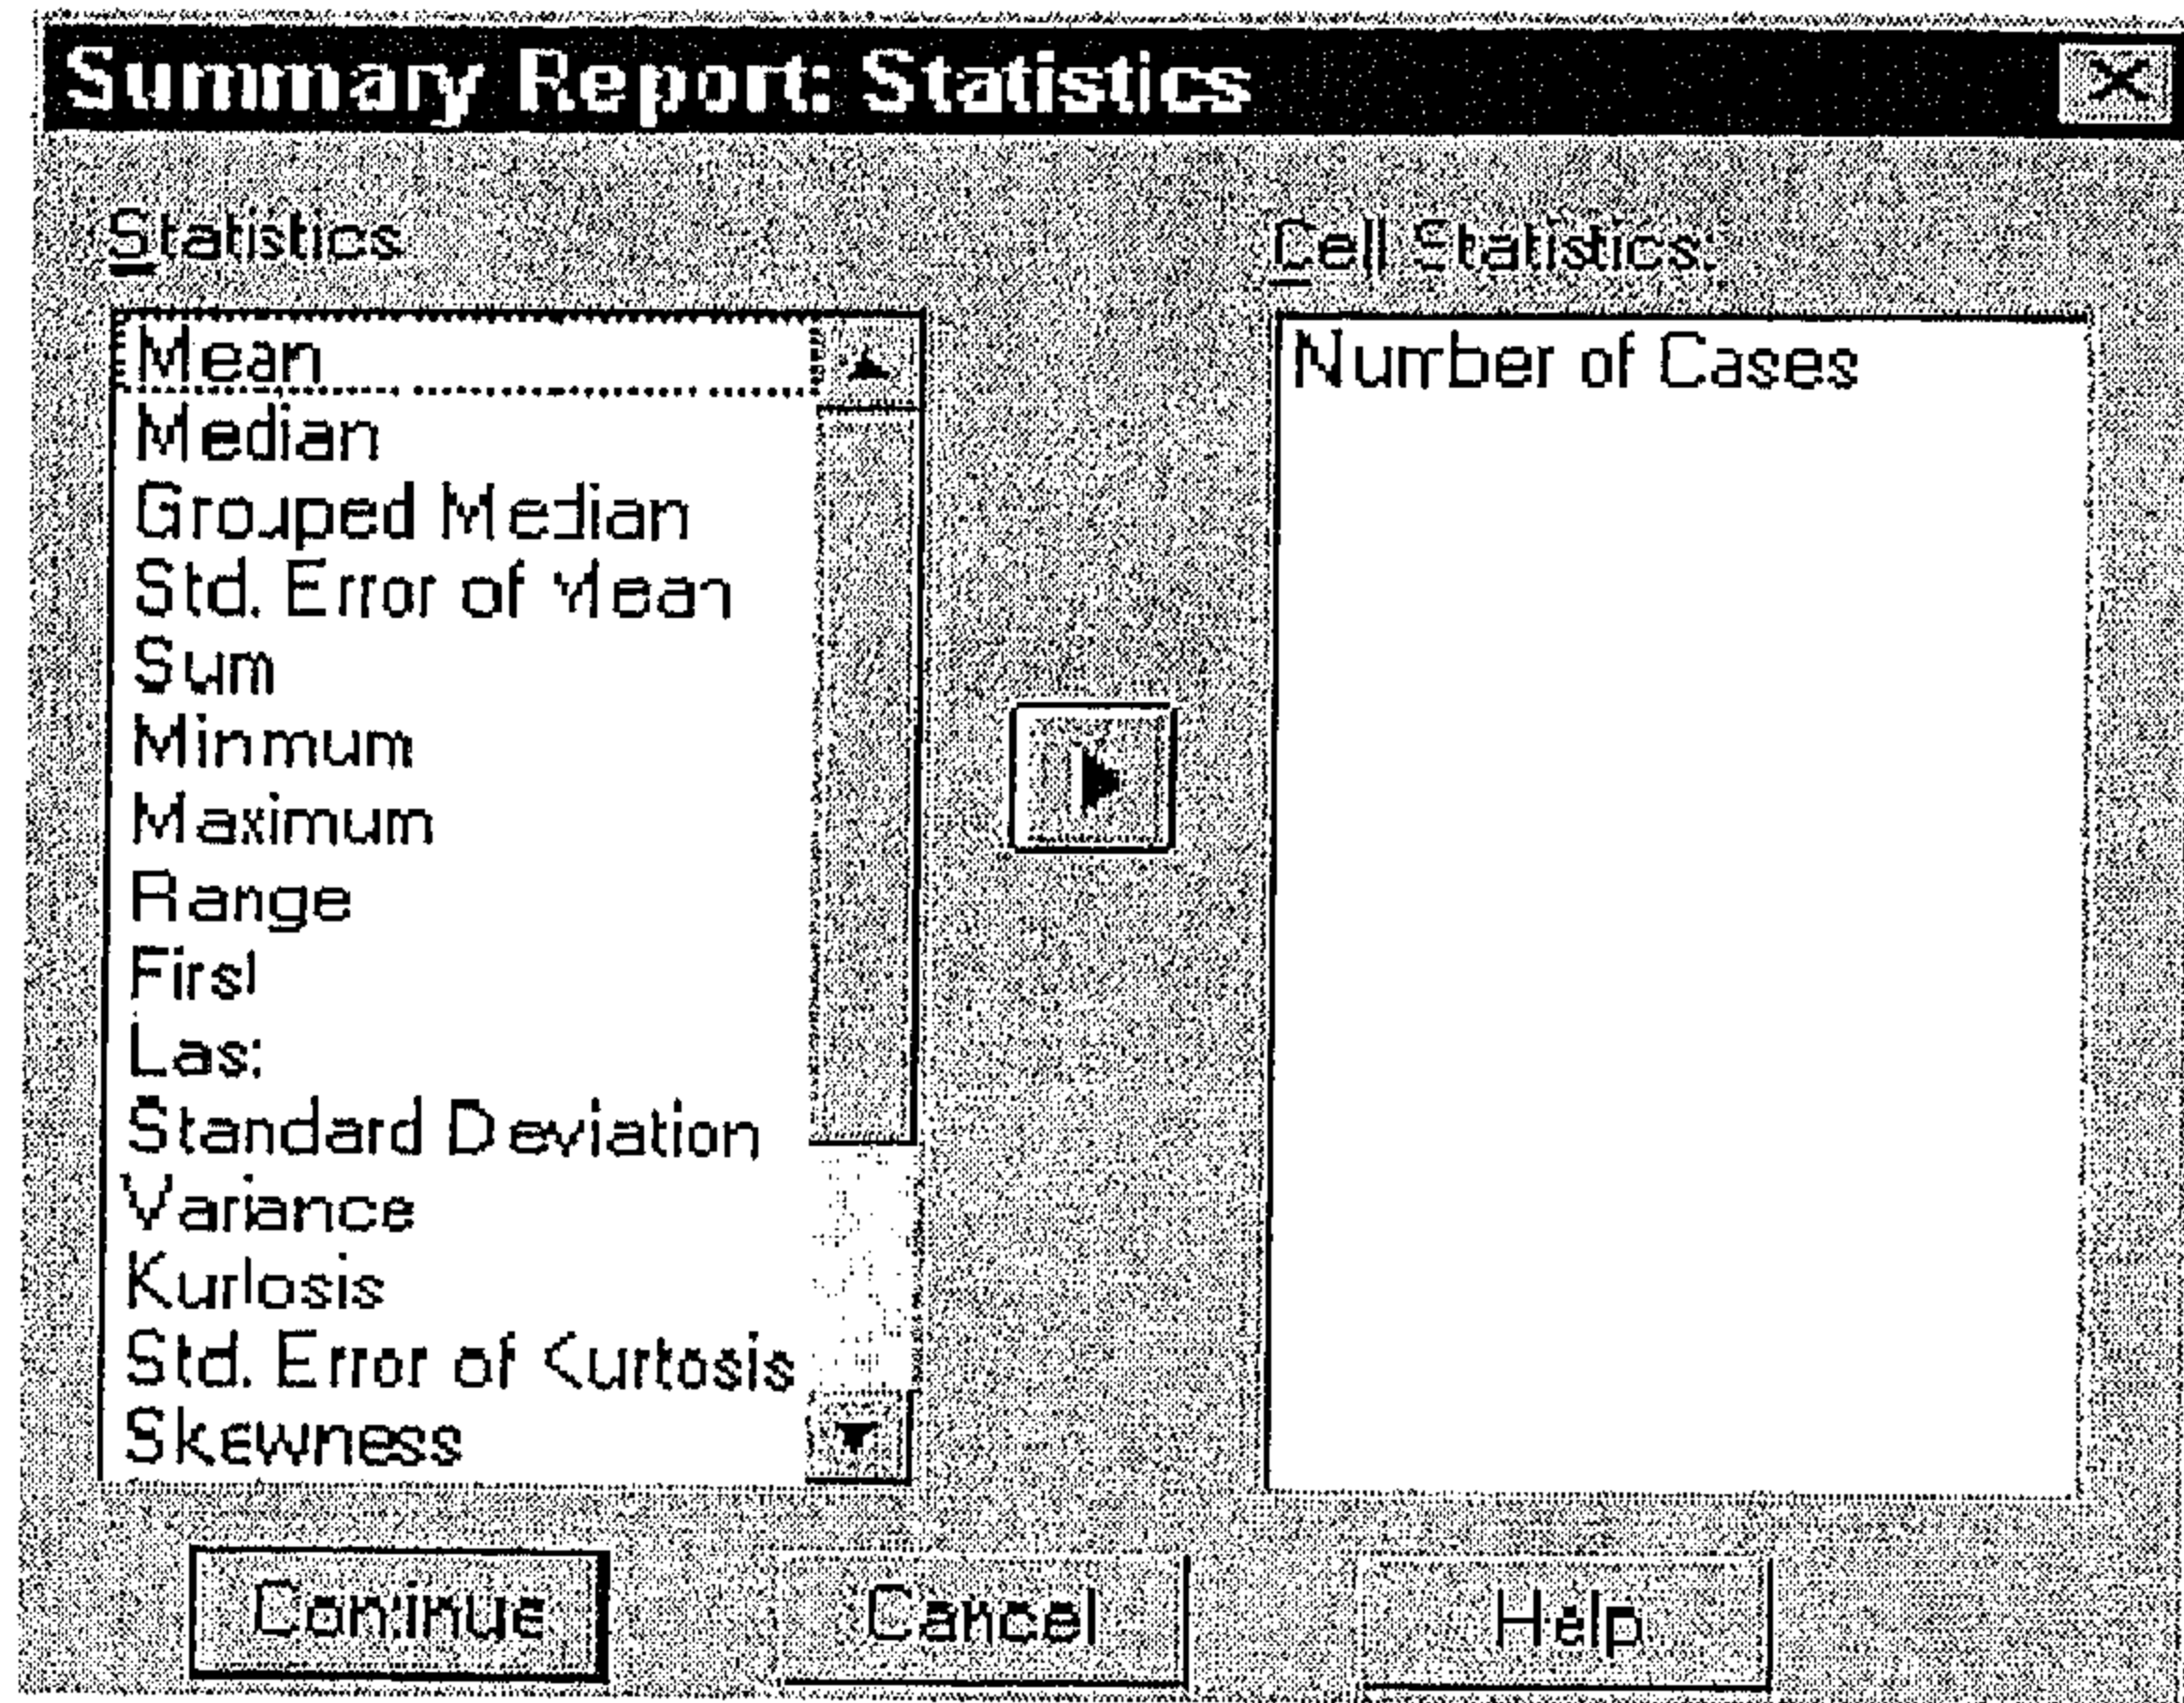 Summary Report: Statistics
Statistics
Mean
Median
Grouped Median
Std. Error of Mean
Sum
Minimum
Maximum
Range
First
Last
Standard Deviation
Variance
Kurtosis
Std. Error of Kurtosis
Skewness
Cell Statistics:
Number of Cases
Continue
Cancel
Help